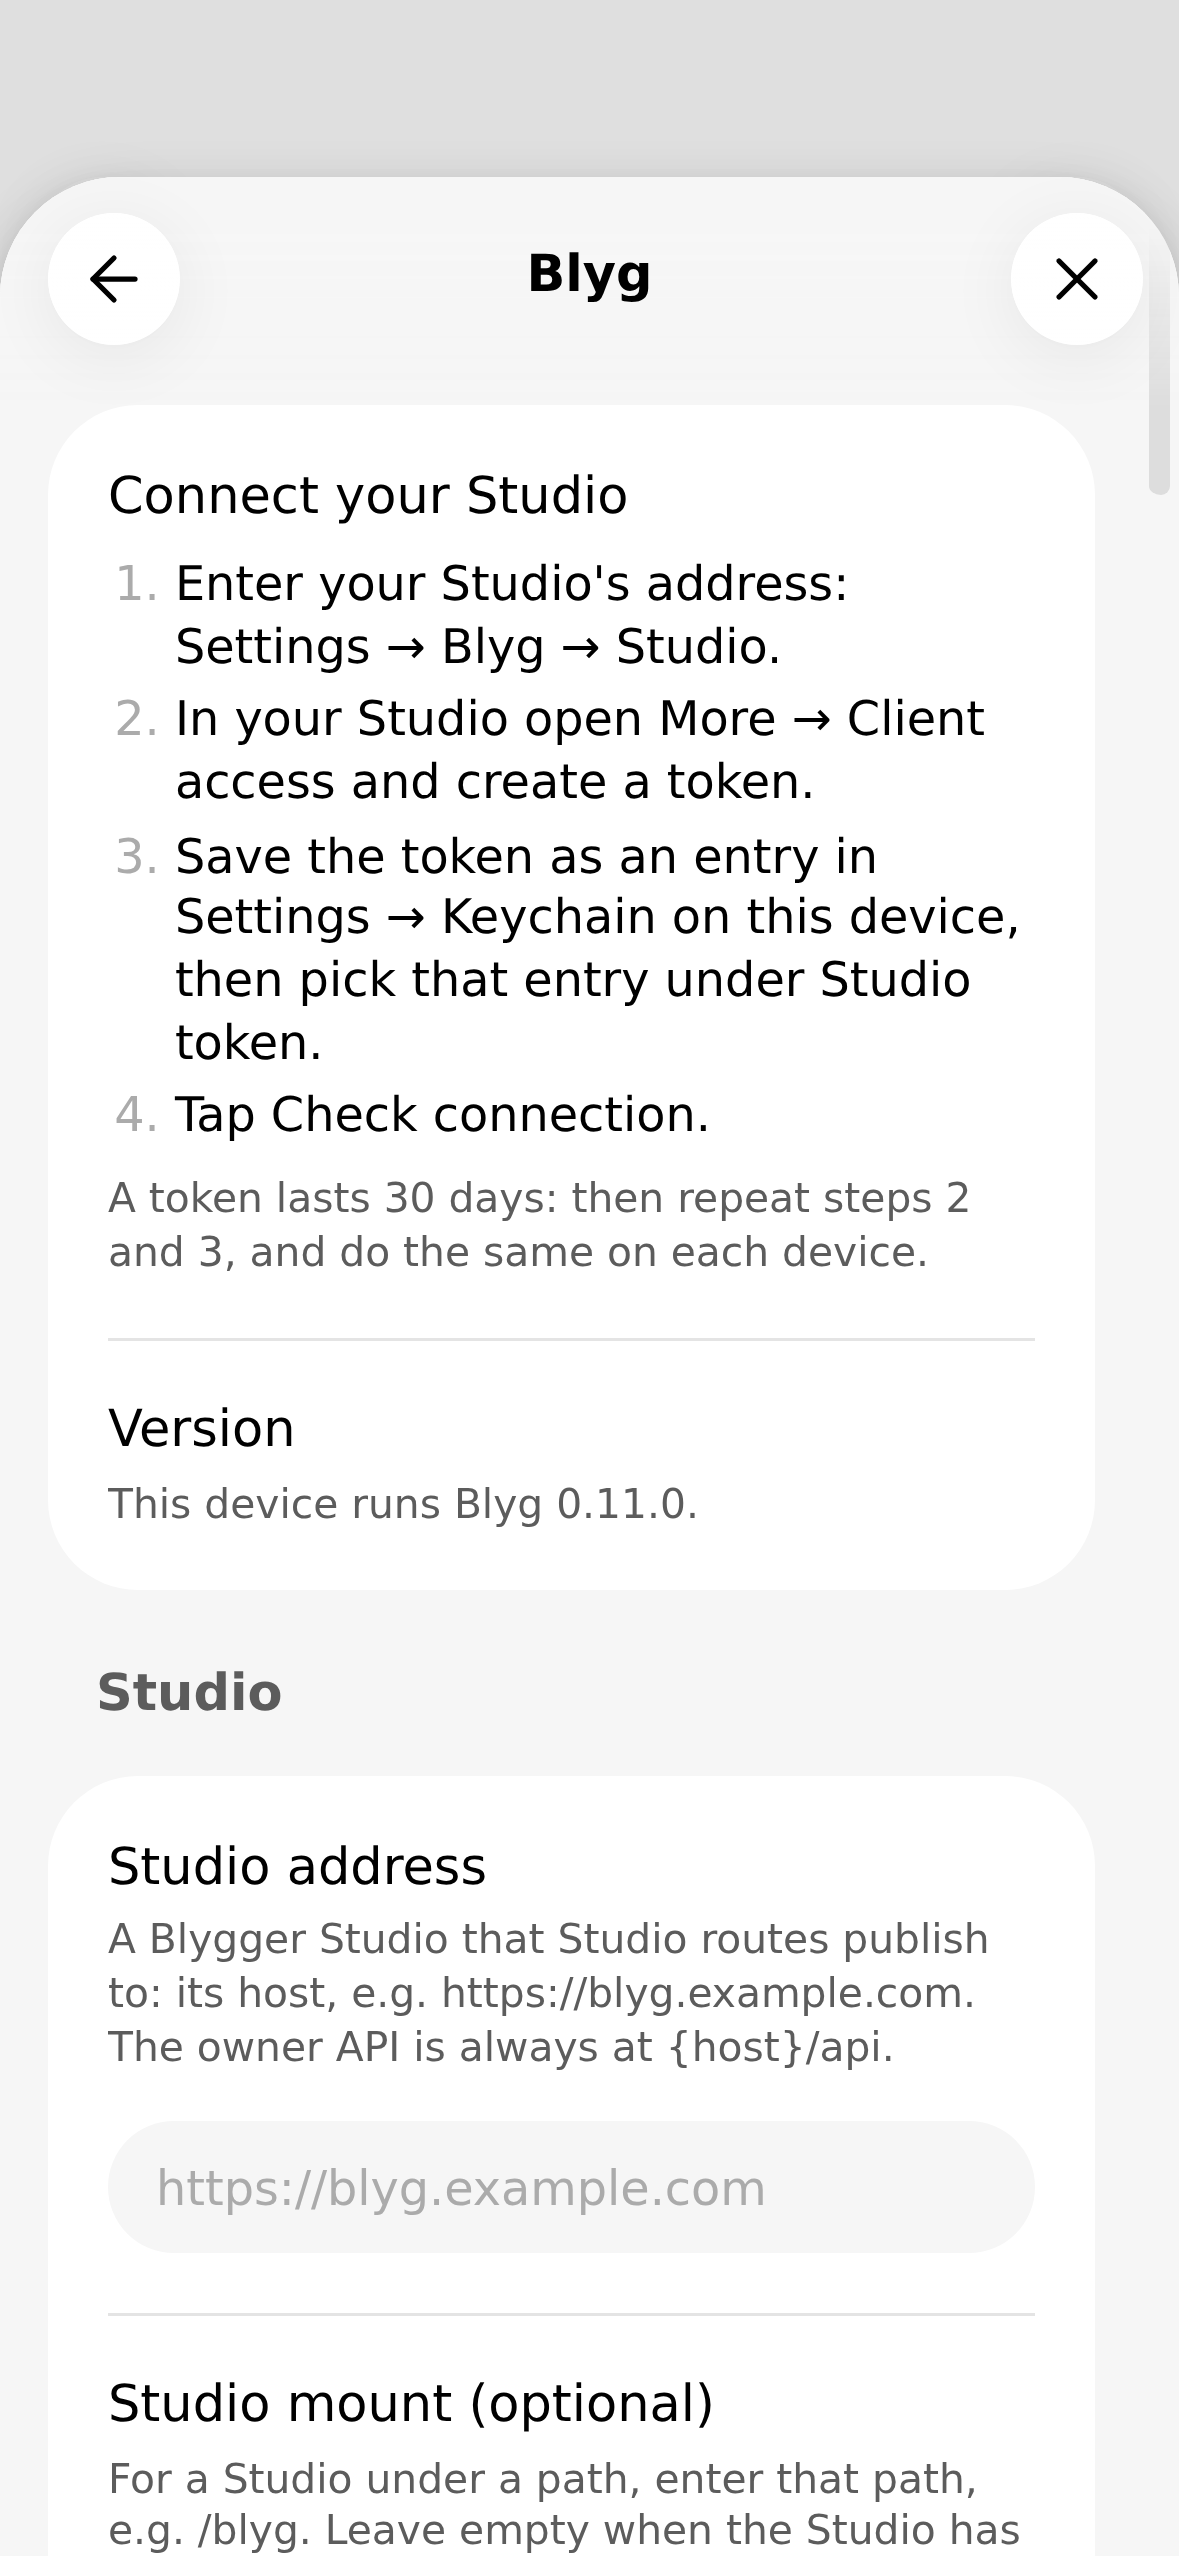 Blyg
Connect your Studio
1. Enter your Studio's address:
Settings → Blyg → Studio.
2. In your Studio open More → Client
access and create a token.
3. Save the token as an entry in
Settings → Keychain on this device,
then pick that entry under Studio
token.
4. Tap Check connection.
A token lasts 30 days: then repeat steps 2
and 3, and do the same on each device.
Version
This device runs Blyg 0.11.0.
Studio
Studio address
A Blygger Studio that Studio routes publish
to: its host, e.g. https://blyg.example.com.
The owner API is always at {host}/api.
https://blyg.example.com
Studio mount (optional)
For a Studio under a path, enter that path,
e.g. /blyg. Leave empty when the Studio has